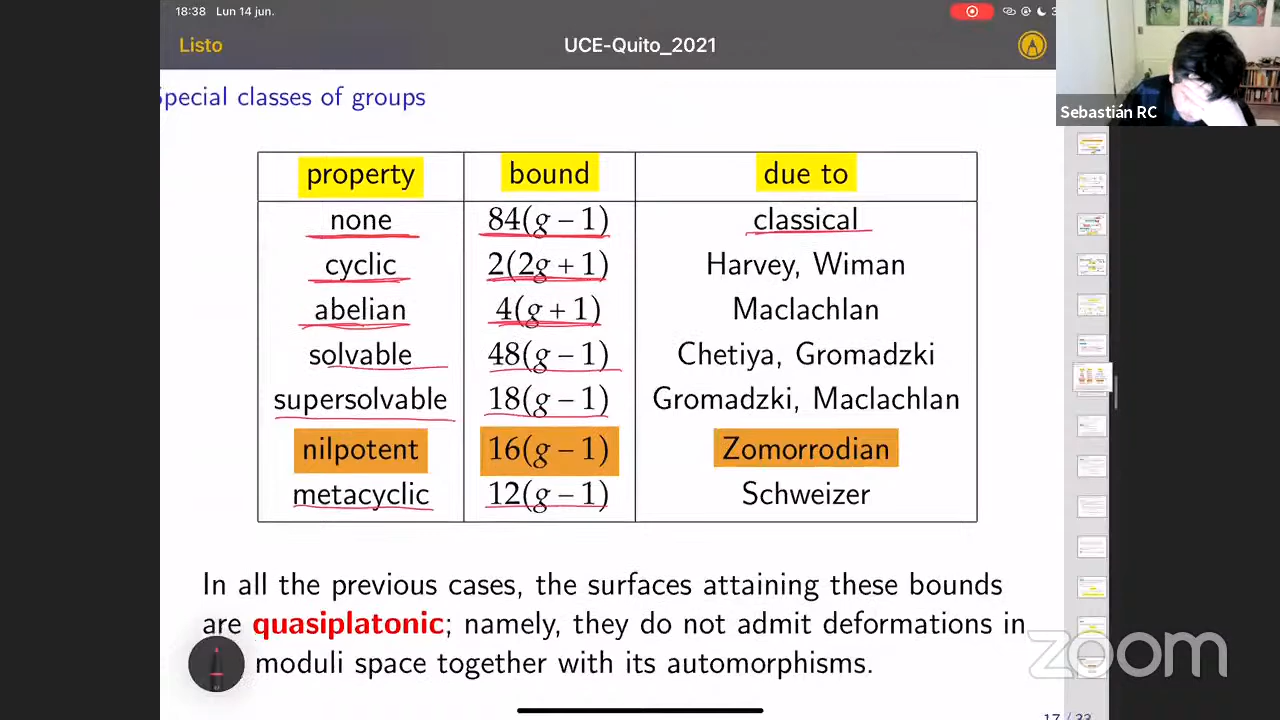 18:38 Lun 14 jun.
Listo
UCE-Quito_2021
Sebastián RC
Special classes of groups
property bound due to
none 84(g − 1) classical
cyclic 2(2g + 1) Harvey, Wiman
abelian 4(g + 1) Maclachlan
solvable 48(g − 1) Chetiya, Gromadzki
supersolvable 18(g − 1) Gromadzki, Maclachlan
nilpotent 16(g − 1) Zomorrodian
metacyclic 12(g − 1) Schweizer
In all the previous cases, the surfaces attaining these bounds
are quasiplatonic; namely, they do not admit deformations in
moduli space together with its automorphisms.
zoom
17 / 33